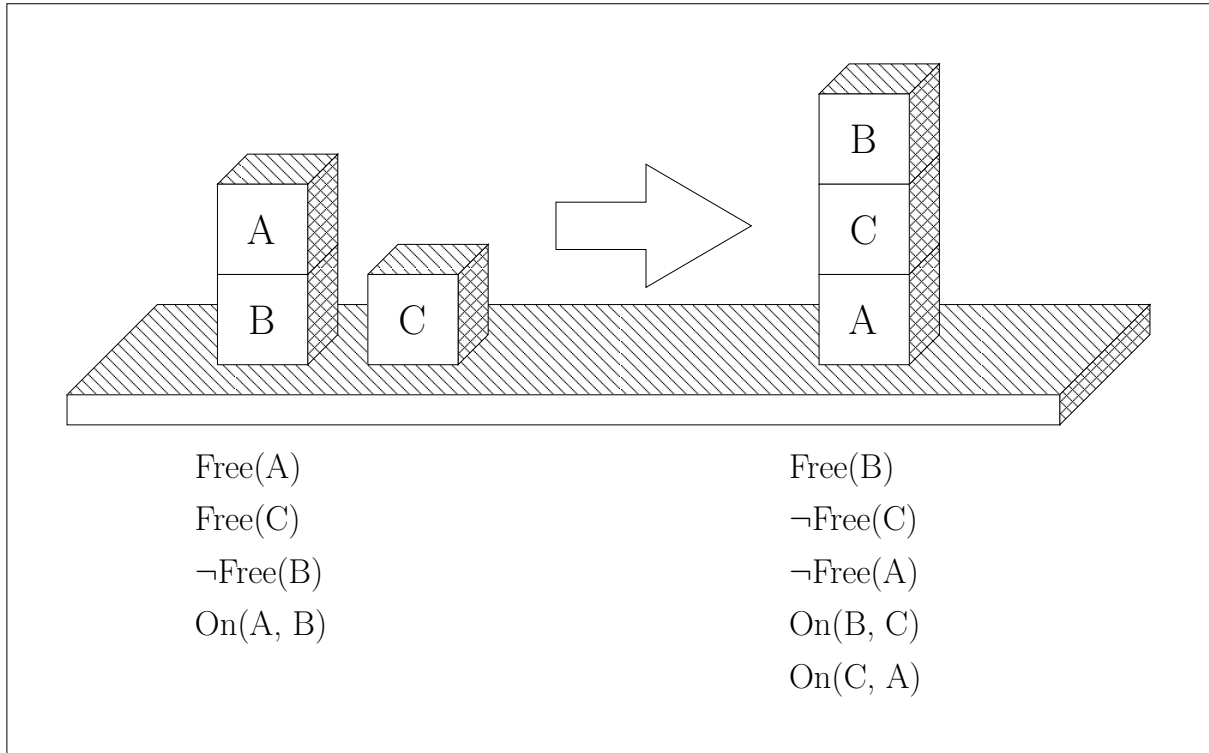 B
A
C
B
C
A
Free(A)
Free(C)
¬Free(B)
On(A, B)
Free(B)
¬Free(C)
¬Free(A)
On(B, C)
On(C, A)